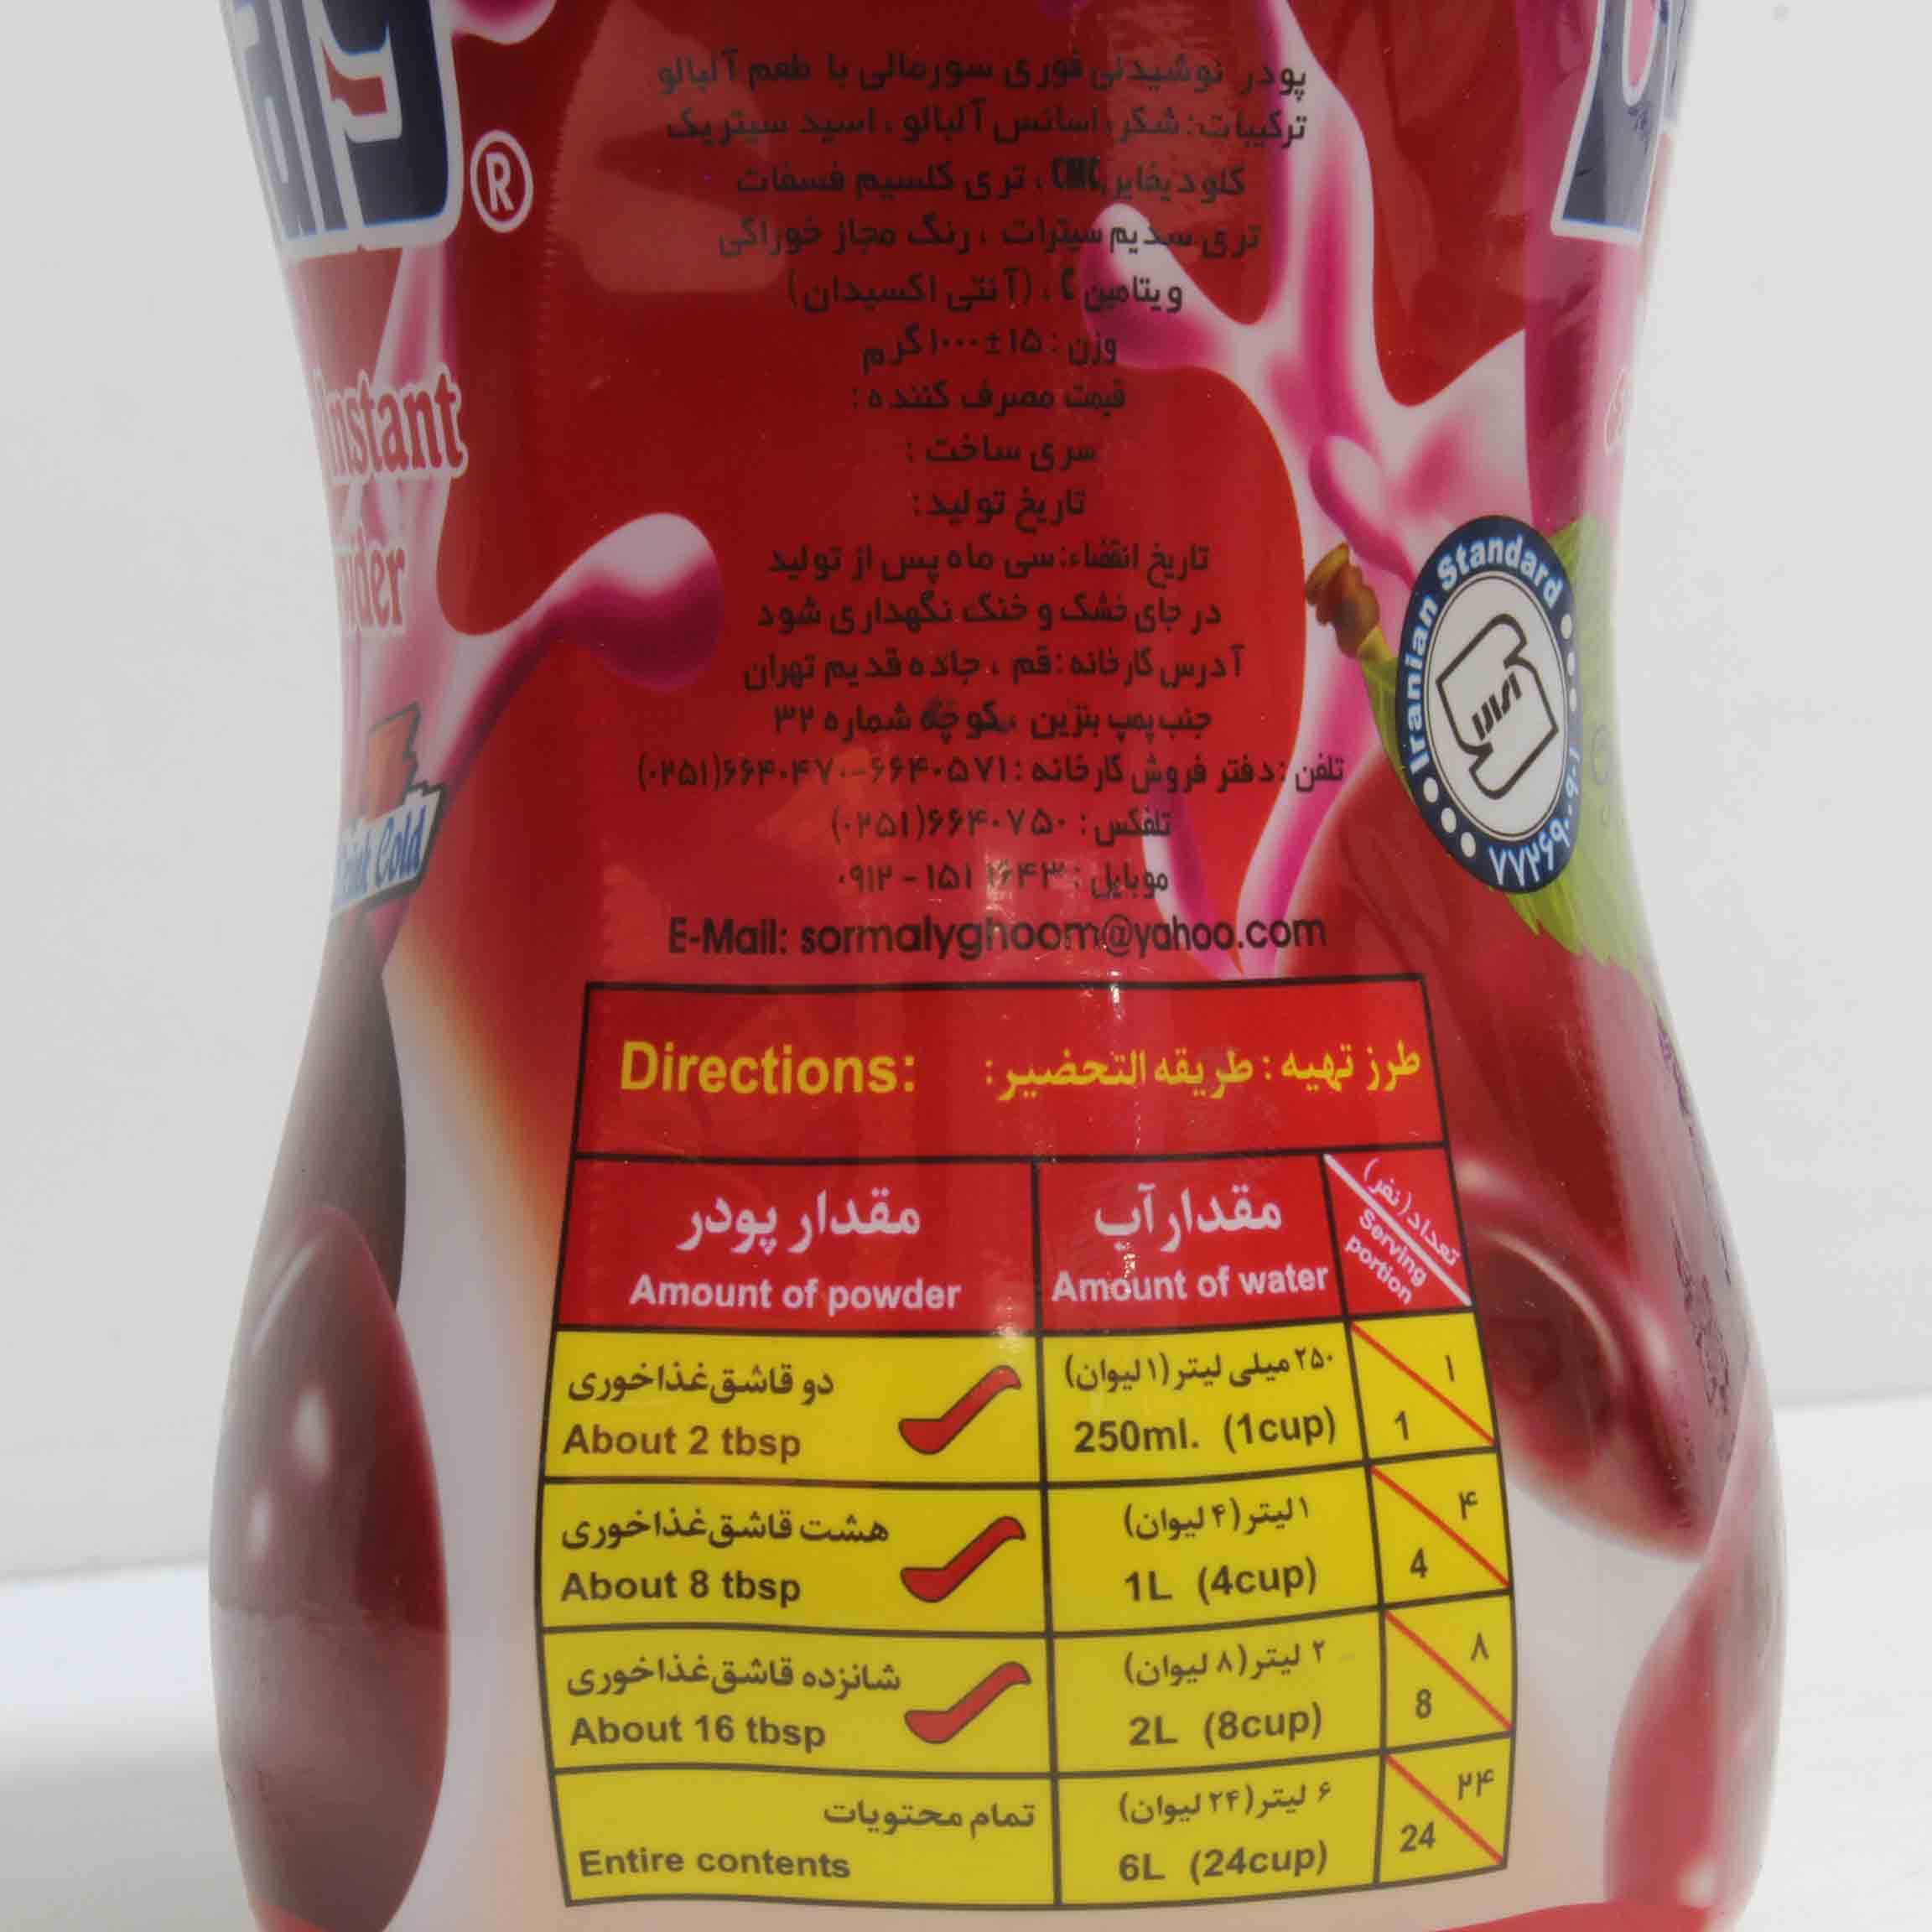 ®
پودر نوشیدنی فوری سورمالی با طعم آلبالو
ترکیبات: شکر، اسانس آلبالو، اسید سیتریک
کلودیفایر، CMC، تری کلسیم فسفات
تری سدیم سیترات، رنگ مجاز خوراکی
ویتامین C، (آنتی اکسیدان)
وزن: ۱۵±۱۰۰۰ گرم
قیمت مصرف کننده:
سری ساخت:
تاریخ تولید:
تاریخ انقضاء: سی ماه پس از تولید
در جای خشک و خنک نگهداری شود
آدرس کارخانه: قم، جاده قدیم تهران
جنب پمپ بنزین، کوچه شماره ۳۲
تلفن: دفتر فروش کارخانه: ۶۶۴۰۵۷۱-۶۶۴۰۴۷۰(۰۲۵۱)
تلفکس: ۶۶۴۰۷۵۰(۰۲۵۱)
موبایل: ۰۹۱۲ - ۱۵۱
E-Mail: sormalyghoom@yahoo.com
Instant
Drink Cold
Iranian Standard
Directions: طرز تهیه: طریقه التحضیر:
مقدار پودر مقدار آب تعداد(نفر)
Amount of powder Amount of water Serving portion
دو قاشق غذاخوری ۲۵۰ میلی لیتر (۱ لیوان) ۱
About 2 tbsp 250ml. (1cup) 1
هشت قاشق غذاخوری ۱ لیتر (۴ لیوان) ۴
About 8 tbsp 1L (4cup) 4
شانزده قاشق غذاخوری ۲ لیتر (۸ لیوان) ۸
About 16 tbsp 2L (8cup) 8
تمام محتویات ۶ لیتر (۲۴ لیوان) ۲۴
Entire contents 6L (24cup) 24